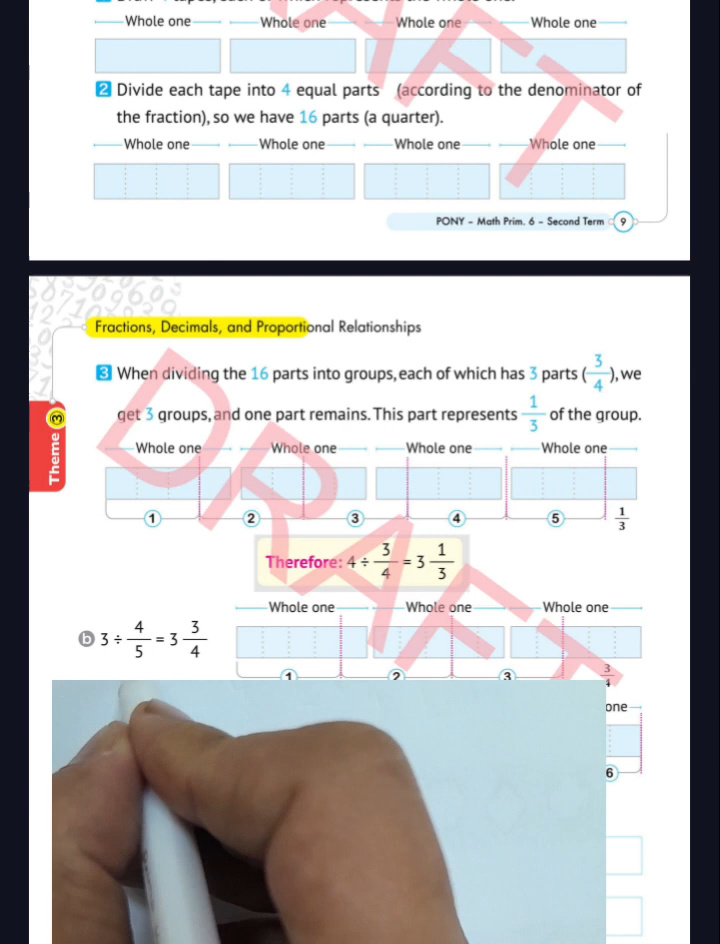 Whole one Whole one Whole one Whole one
2 Divide each tape into 4 equal parts (according to the denominator of
the fraction), so we have 16 parts (a quarter).
Whole one Whole one Whole one Whole one
PONY - Math Prim. 6 - Second Term 9
Fractions, Decimals, and Proportional Relationships
3 When dividing the 16 parts into groups, each of which has 3 parts (3/4), we
get 3 groups, and one part remains. This part represents 1/3 of the group.
Theme 3
Whole one Whole one Whole one Whole one
1 2 3 4 5 1/3
Therefore: 4 ÷ 3/4 = 3 1/3
Whole one Whole one Whole one
b 3 ÷ 4/5 = 3 3/4
1 2 3 3/4
one
6
DRAFT